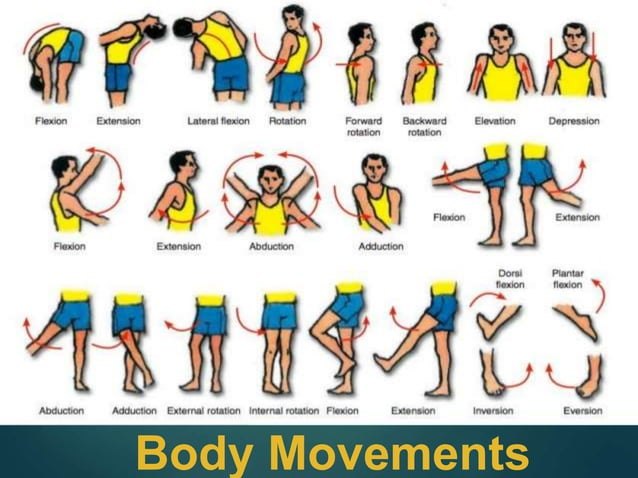 Flexion Extension Lateral flexion Rotation Forward rotation Backward rotation Elevation Depression
Flexion Extension Abduction Adduction Flexion Extension
Dorsi flexion Plantar flexion
Abduction Adduction External rotation Internal rotation Flexion Extension Inversion Eversion
Body Movements